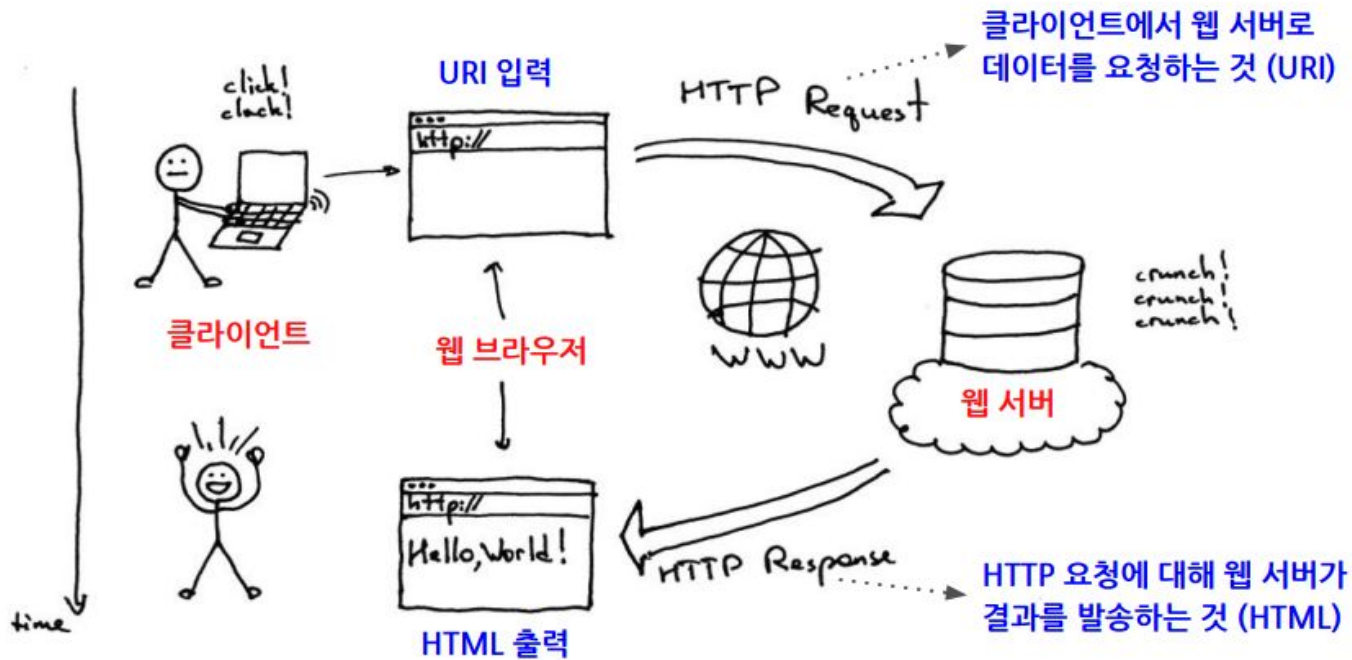 클라이언트에서 웹 서버로
데이터를 요청하는 것 (URI)
click!
clack!
URI 입력
HTTP Request
http://
crunch!
crunch!
crunch!
클라이언트
웹 브라우저
WWW
웹 서버
http://
Hello, World!
HTTP Response
HTTP 요청에 대해 웹 서버가
결과를 발송하는 것 (HTML)
time
HTML 출력